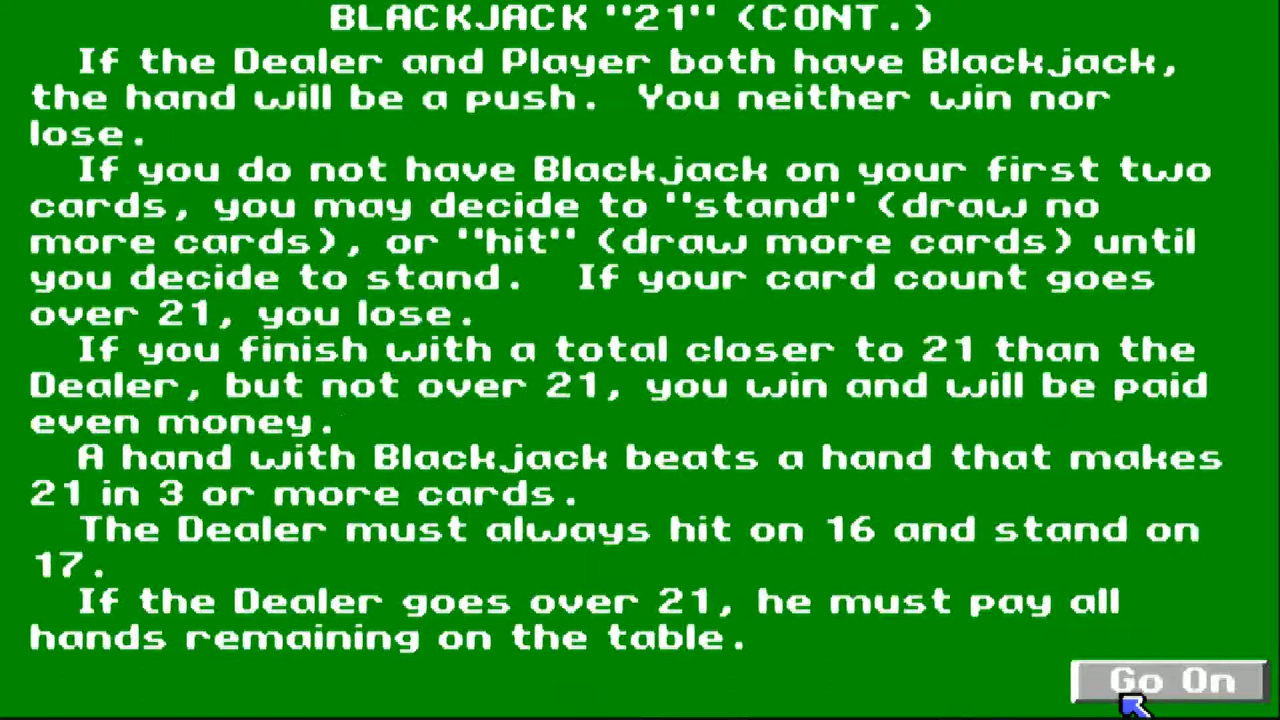 BLACKJACK "21" (CONT.)
If the Dealer and Player both have Blackjack,
the hand will be a push. You neither win nor
lose.
If you do not have Blackjack on your first two
cards, you may decide to "stand" (draw no
more cards), or "hit" (draw more cards) until
you decide to stand. If your card count goes
over 21, you lose.
If you finish with a total closer to 21 than the
Dealer, but not over 21, you win and will be paid
even money.
A hand with Blackjack beats a hand that makes
21 in 3 or more cards.
The Dealer must always hit on 16 and stand on
17.
If the Dealer goes over 21, he must pay all
hands remaining on the table.
Go On